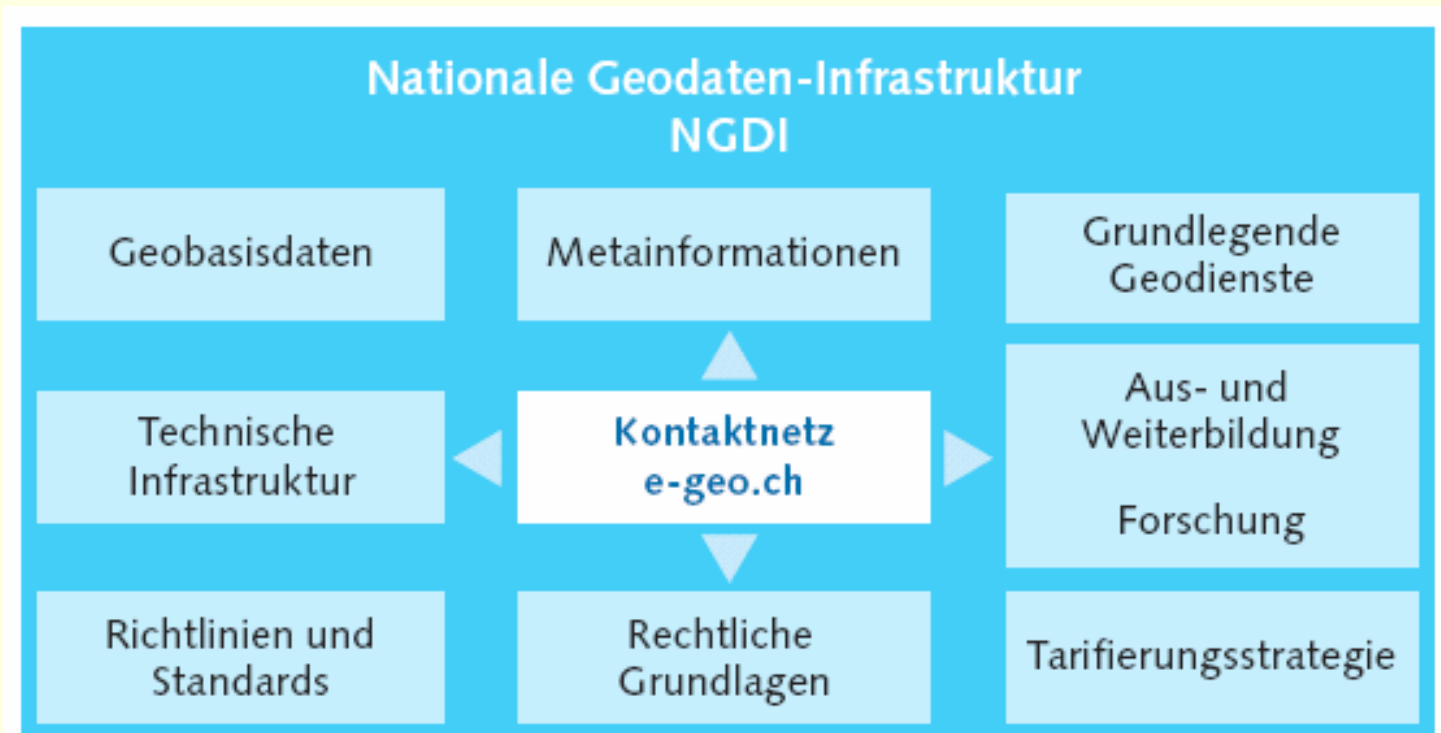 Nationale Geodaten-Infrastruktur
NGDI
Geobasisdaten
Metainformationen
Grundlegende
Geodienste
Technische
Infrastruktur
Kontaktnetz
e-geo.ch
Aus- und
Weiterbildung
Forschung
Richtlinien und
Standards
Rechtliche
Grundlagen
Tarifierungsstrategie